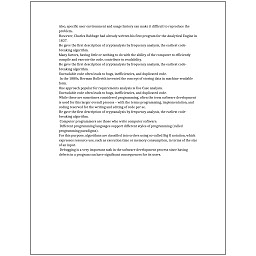 Also, specific user environment and usage history can make it difficult to reproduce the
problem.
However, Charles Babbage had already written his first program for the Analytical Engine in
1837.
He gave the first description of cryptanalysis by frequency analysis, the earliest code-
breaking algorithm.
Many factors, having little or nothing to do with the ability of the computer to efficiently
compile and execute the code, contribute to readability.
He gave the first description of cryptanalysis by frequency analysis, the earliest code-
breaking algorithm.
Unreadable code often leads to bugs, inefficiencies, and duplicated code.
In the 1880s, Herman Hollerith invented the concept of storing data in machine-readable
form.
One approach popular for requirements analysis is Use Case analysis.
Unreadable code often leads to bugs, inefficiencies, and duplicated code.
While these are sometimes considered programming, often the term software development
is used for this larger overall process – with the terms programming, implementation, and
coding reserved for the writing and editing of code per se.
He gave the first description of cryptanalysis by frequency analysis, the earliest code-
breaking algorithm.
Computer programmers are those who write computer software.
Different programming languages support different styles of programming (called
programming paradigms).
For this purpose, algorithms are classified into orders using so-called Big O notation, which
expresses resource use, such as execution time or memory consumption, in terms of the size
of an input.
Debugging is a very important task in the software development process since having
defects in a program can have significant consequences for its users.